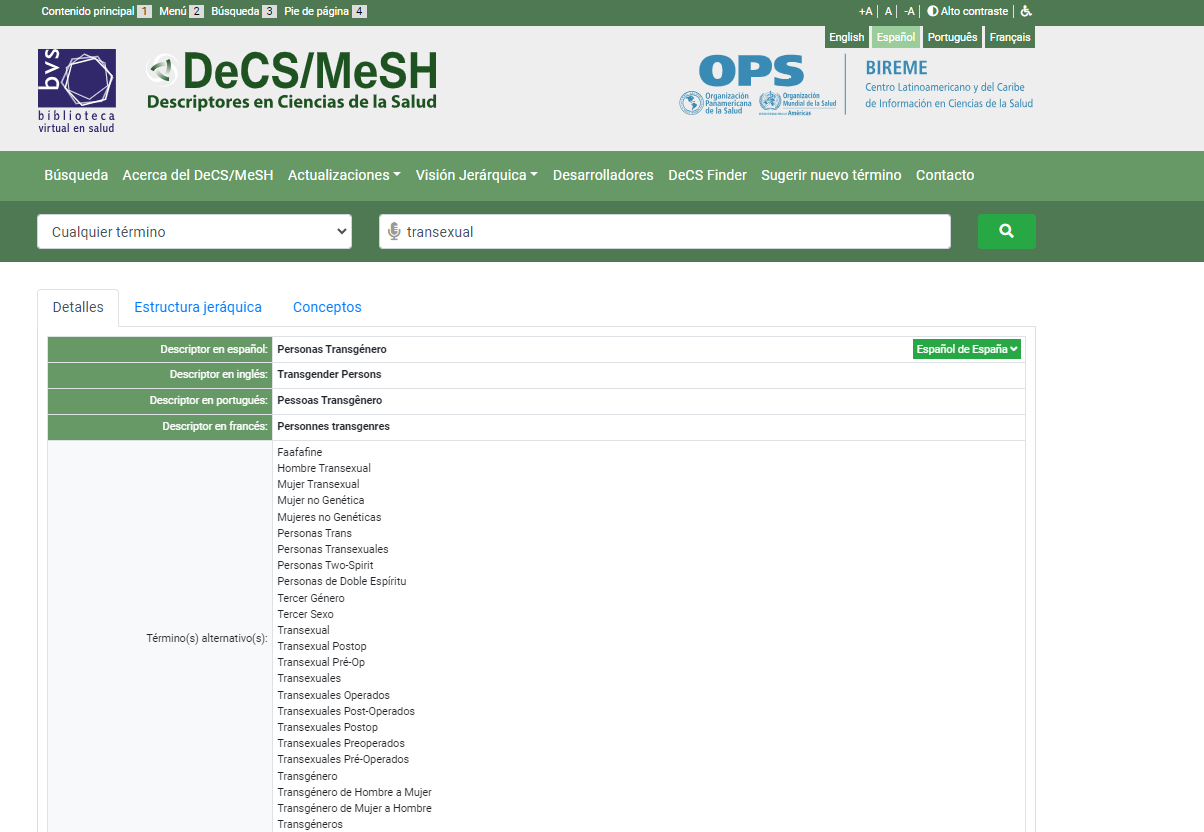 Contenido principal 1 Menú 2 Búsqueda 3 Pie de página 4
+A A -A Alto contraste
English Español Português Français
bvs
biblioteca
virtual en salud
DeCS/MeSH
Descriptores en Ciencias de la Salud
OPS
Organización
Panamericana
de la Salud
Organización
Mundial de la Salud
Américas
BIREME
Centro Latinoamericano y del Caribe
de Información en Ciencias de la Salud
Búsqueda Acerca del DeCS/MeSH Actualizaciones Visión Jerárquica Desarrolladores DeCS Finder Sugerir nuevo término Contacto
Cualquier término transexual
Detalles Estructura jeráquica Conceptos
Descriptor en español: Personas Transgénero Español de España
Descriptor en inglés: Transgender Persons
Descriptor en portugués: Pessoas Transgênero
Descriptor en francés: Personnes transgenres
Término(s) alternativo(s):
Faafafine
Hombre Transexual
Mujer Transexual
Mujer no Genética
Mujeres no Genéticas
Personas Trans
Personas Transexuales
Personas Two-Spirit
Personas de Doble Espíritu
Tercer Género
Tercer Sexo
Transexual
Transexual Postop
Transexual Pré-Op
Transexuales
Transexuales Operados
Transexuales Post-Operados
Transexuales Postop
Transexuales Preoperados
Transexuales Pré-Operados
Transgénero
Transgénero de Hombre a Mujer
Transgénero de Mujer a Hombre
Transgéneros